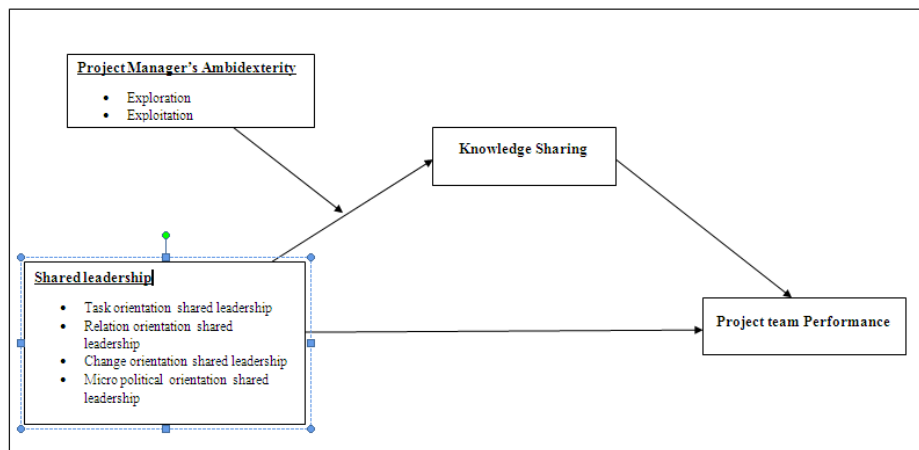 Project Manager's Ambidexterity
• Exploration
• Exploitation
Knowledge Sharing
Shared leadership
• Task orientation shared leadership
• Relation orientation shared
leadership
• Change orientation shared leadership
• Micro political orientation shared
leadership
Project team Performance